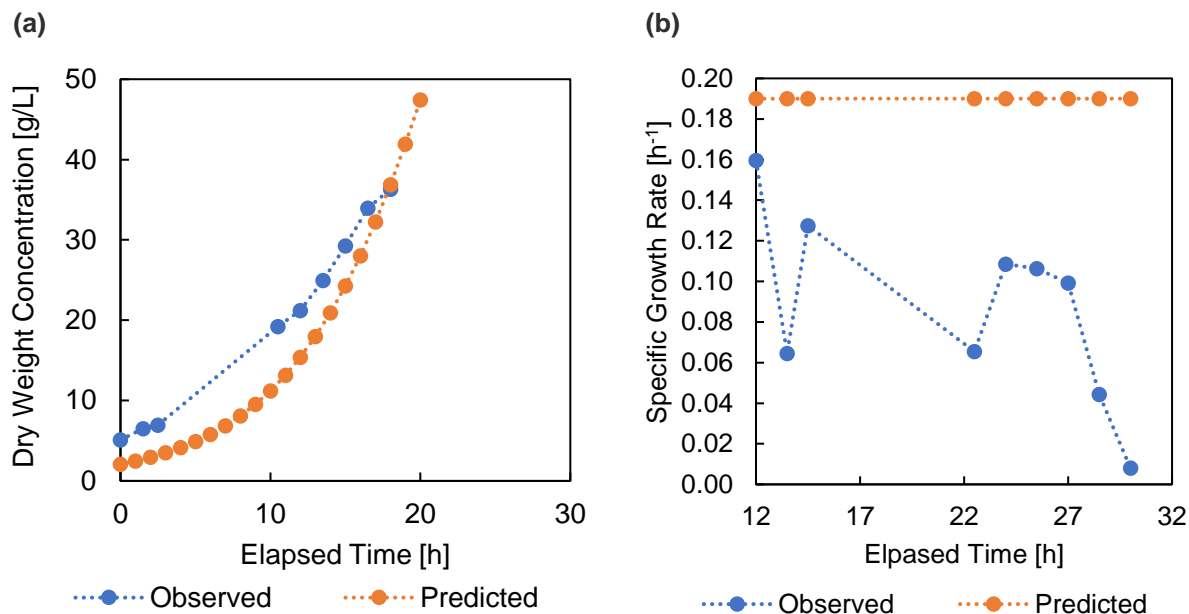 (a)
Dry Weight Concentration [g/L]
50
40
30
20
10
0
0 10 20 30
Elapsed Time [h]
Observed Predicted
(b)
Specific Growth Rate [h-1]
0.20
0.18
0.16
0.14
0.12
0.10
0.08
0.06
0.04
0.02
0.00
12 17 22 27 32
Elpased Time [h]
Observed Predicted